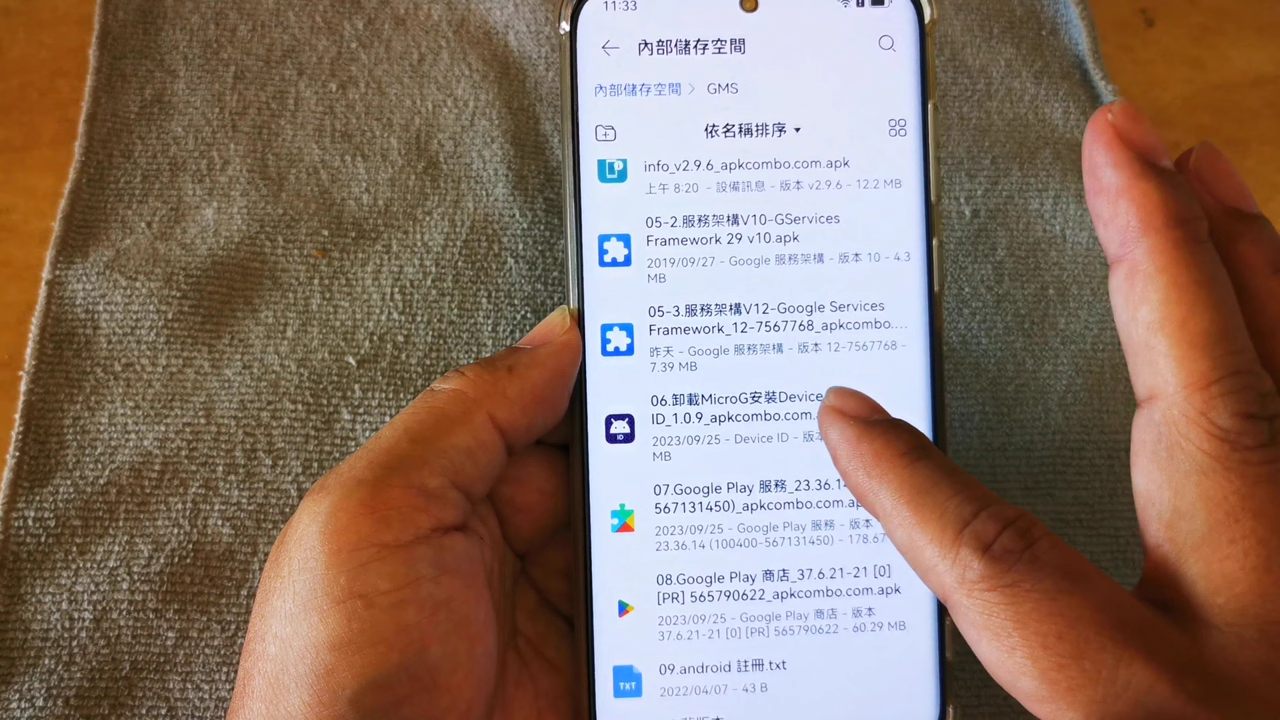 11:33
內部儲存空間
內部儲存空間 > GMS
依名稱排序
info_v2.9.6_apkcombo.com.apk
上午 8:20 - 設備訊息 - 版本 v2.9.6 - 12.2 MB
05-2.服務架構V10-GServices
Framework 29 v10.apk
2019/09/27 - Google 服務架構 - 版本 10 - 4.3
MB
05-3.服務架構V12-Google Services
Framework_12-7567768_apkcombo....
昨天 - Google 服務架構 - 版本 12-7567768 -
7.39 MB
06.卸載MicroG安裝Device
ID_1.0.9_apkcombo.com.
2023/09/25 - Device ID - 版本
MB
ID
07.Google Play 服務_23.36.14
567131450)_apkcombo.com.ap
2023/09/25 - Google Play 服務 - 版本
23.36.14 (100400-567131450) - 178.67
08.Google Play 商店_37.6.21-21 [0]
[PR] 565790622_apkcombo.com.apk
2023/09/25 - Google Play 商店 - 版本
37.6.21-21 [0] [PR] 565790622 - 60.29 MB
09.android 註冊.txt
TXT
2022/04/07 - 43 B